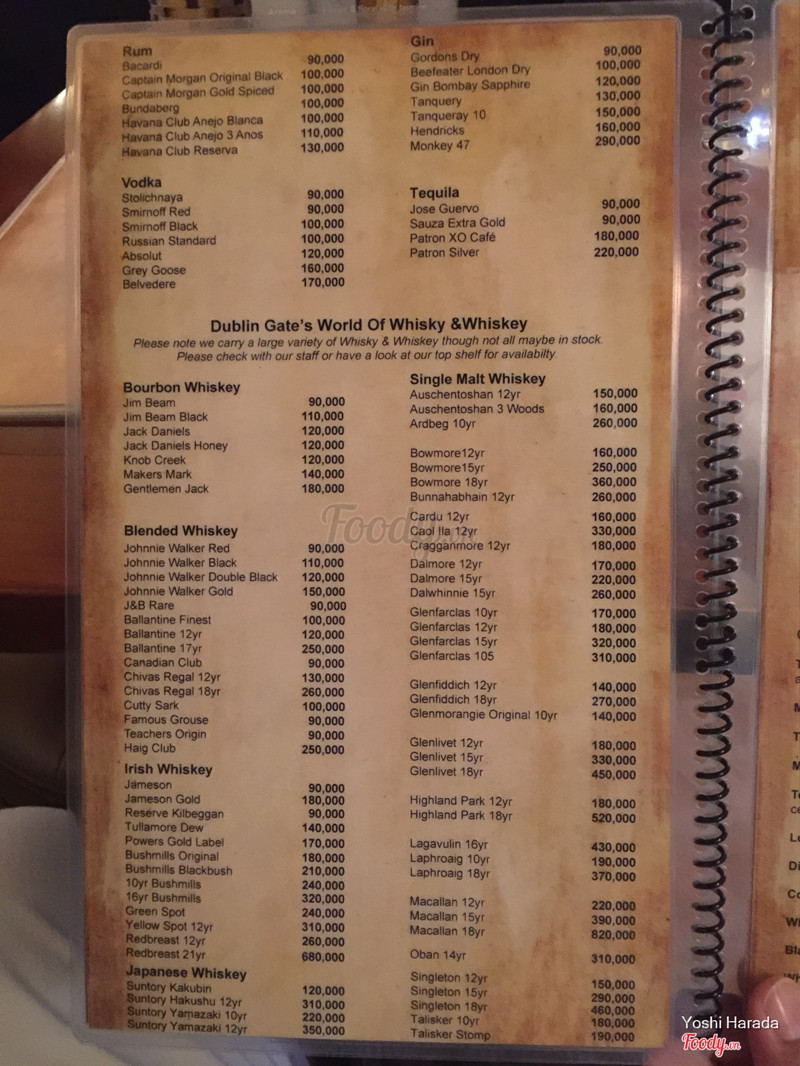 Rum
Bacardi 90,000
Captain Morgan Original Black 100,000
Captain Morgan Gold Spiced 100,000
Bundaberg 100,000
Havana Club Anejo Blanca 100,000
Havana Club Anejo 3 Anos 110,000
Havana Club Reserva 130,000
Vodka
Stolichnaya 90,000
Smirnoff Red 90,000
Smirnoff Black 100,000
Russian Standard 100,000
Absolut 120,000
Grey Goose 160,000
Belvedere 170,000
Gin
Gordons Dry 90,000
Beefeater London Dry 100,000
Gin Bombay Sapphire 120,000
Tanquery 130,000
Tanqueray 10 150,000
Hendricks 160,000
Monkey 47 290,000
Tequila
Jose Guervo 90,000
Sauza Extra Gold 90,000
Patron XO Café 180,000
Patron Silver 220,000
Dublin Gate's World Of Whisky &Whiskey
Please note we carry a large variety of Whisky & Whiskey though not all maybe in stock.
Please check with our staff or have a look at our top shelf for availabilty.
Bourbon Whiskey
Jim Beam 90,000
Jim Beam Black 110,000
Jack Daniels 120,000
Jack Daniels Honey 120,000
Knob Creek 120,000
Makers Mark 140,000
Gentlemen Jack 180,000
Blended Whiskey
Johnnie Walker Red 90,000
Johnnie Walker Black 110,000
Johnnie Walker Double Black 120,000
Johnnie Walker Gold 150,000
J&B Rare 90,000
Ballantine Finest 100,000
Ballantine 12yr 120,000
Ballantine 17yr 250,000
Canadian Club 90,000
Chivas Regal 12yr 130,000
Chivas Regal 18yr 260,000
Cutty Sark 100,000
Famous Grouse 90,000
Teachers Origin 90,000
Haig Club 250,000
Irish Whiskey
Jameson 90,000
Jameson Gold 180,000
Reserve Kilbeggan 90,000
Tullamore Dew 140,000
Powers Gold Label 170,000
Bushmills Original 180,000
Bushmills Blackbush 210,000
10yr Bushmills 240,000
16yr Bushmills 320,000
Green Spot 240,000
Yellow Spot 12yr 310,000
Redbreast 12yr 260,000
Redbreast 21yr 680,000
Japanese Whiskey
Suntory Kakubin 120,000
Suntory Hakushu 12yr 310,000
Suntory Yamazaki 10yr 220,000
Suntory Yamazaki 12yr 350,000
Single Malt Whiskey
Auschentoshan 12yr 150,000
Auschentoshan 3 Woods 160,000
Ardbeg 10yr 260,000
Bowmore12yr 160,000
Bowmore15yr 250,000
Bowmore 18yr 360,000
Bunnahabhain 12yr 260,000
Cardu 12yr 160,000
Caol Ila 12yr 330,000
Cragganmore 12yr 180,000
Dalmore 12yr 170,000
Dalmore 15yr 220,000
Dalwhinnie 15yr 260,000
Glenfarclas 10yr 170,000
Glenfarclas 12yr 180,000
Glenfarclas 15yr 320,000
Glenfarclas 105 310,000
Glenfiddich 12yr 140,000
Glenfiddich 18yr 270,000
Glenmorangie Original 10yr 140,000
Glenlivet 12yr 180,000
Glenlivet 15yr 330,000
Glenlivet 18yr 450,000
Highland Park 12yr 180,000
Highland Park 18yr 520,000
Lagavulin 16yr 430,000
Laphroaig 10yr 190,000
Laphroaig 18yr 370,000
Macallan 12yr 220,000
Macallan 15yr 390,000
Macallan 18yr 820,000
Oban 14yr 310,000
Singleton 12yr 150,000
Singleton 15yr 290,000
Singleton 18yr 460,000
Talisker 10yr 180,000
Talisker Stomp 190,000
Yoshi Harada
Foody.vn